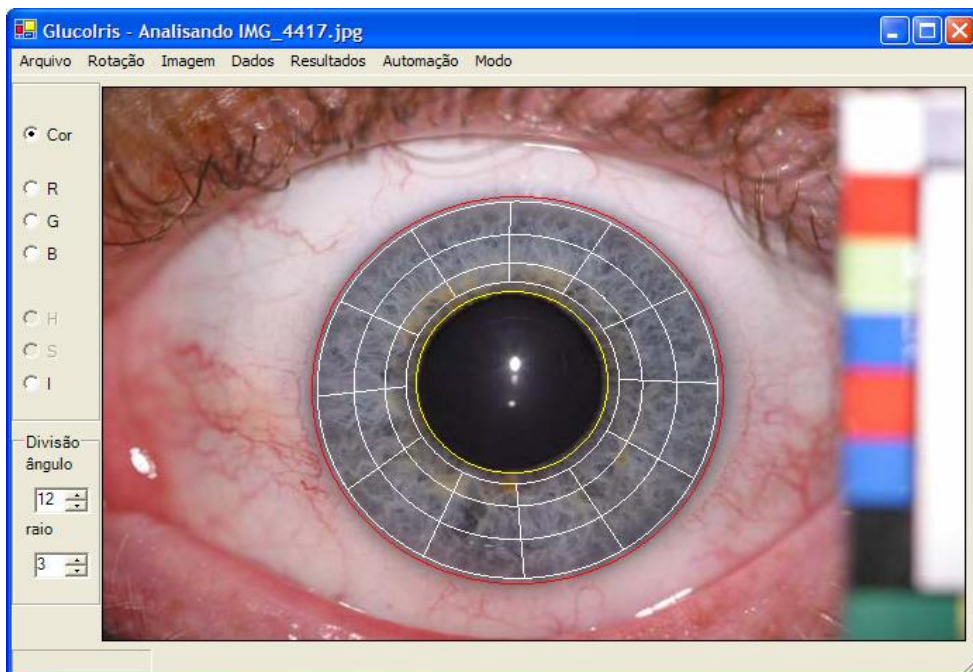 GlucoIris - Analisando IMG_4417.jpg
Arquivo Rotação Imagem Dados Resultados Automação Modo
Cor
R
G
B
H
S
I
Divisão
ângulo
12
raio
3